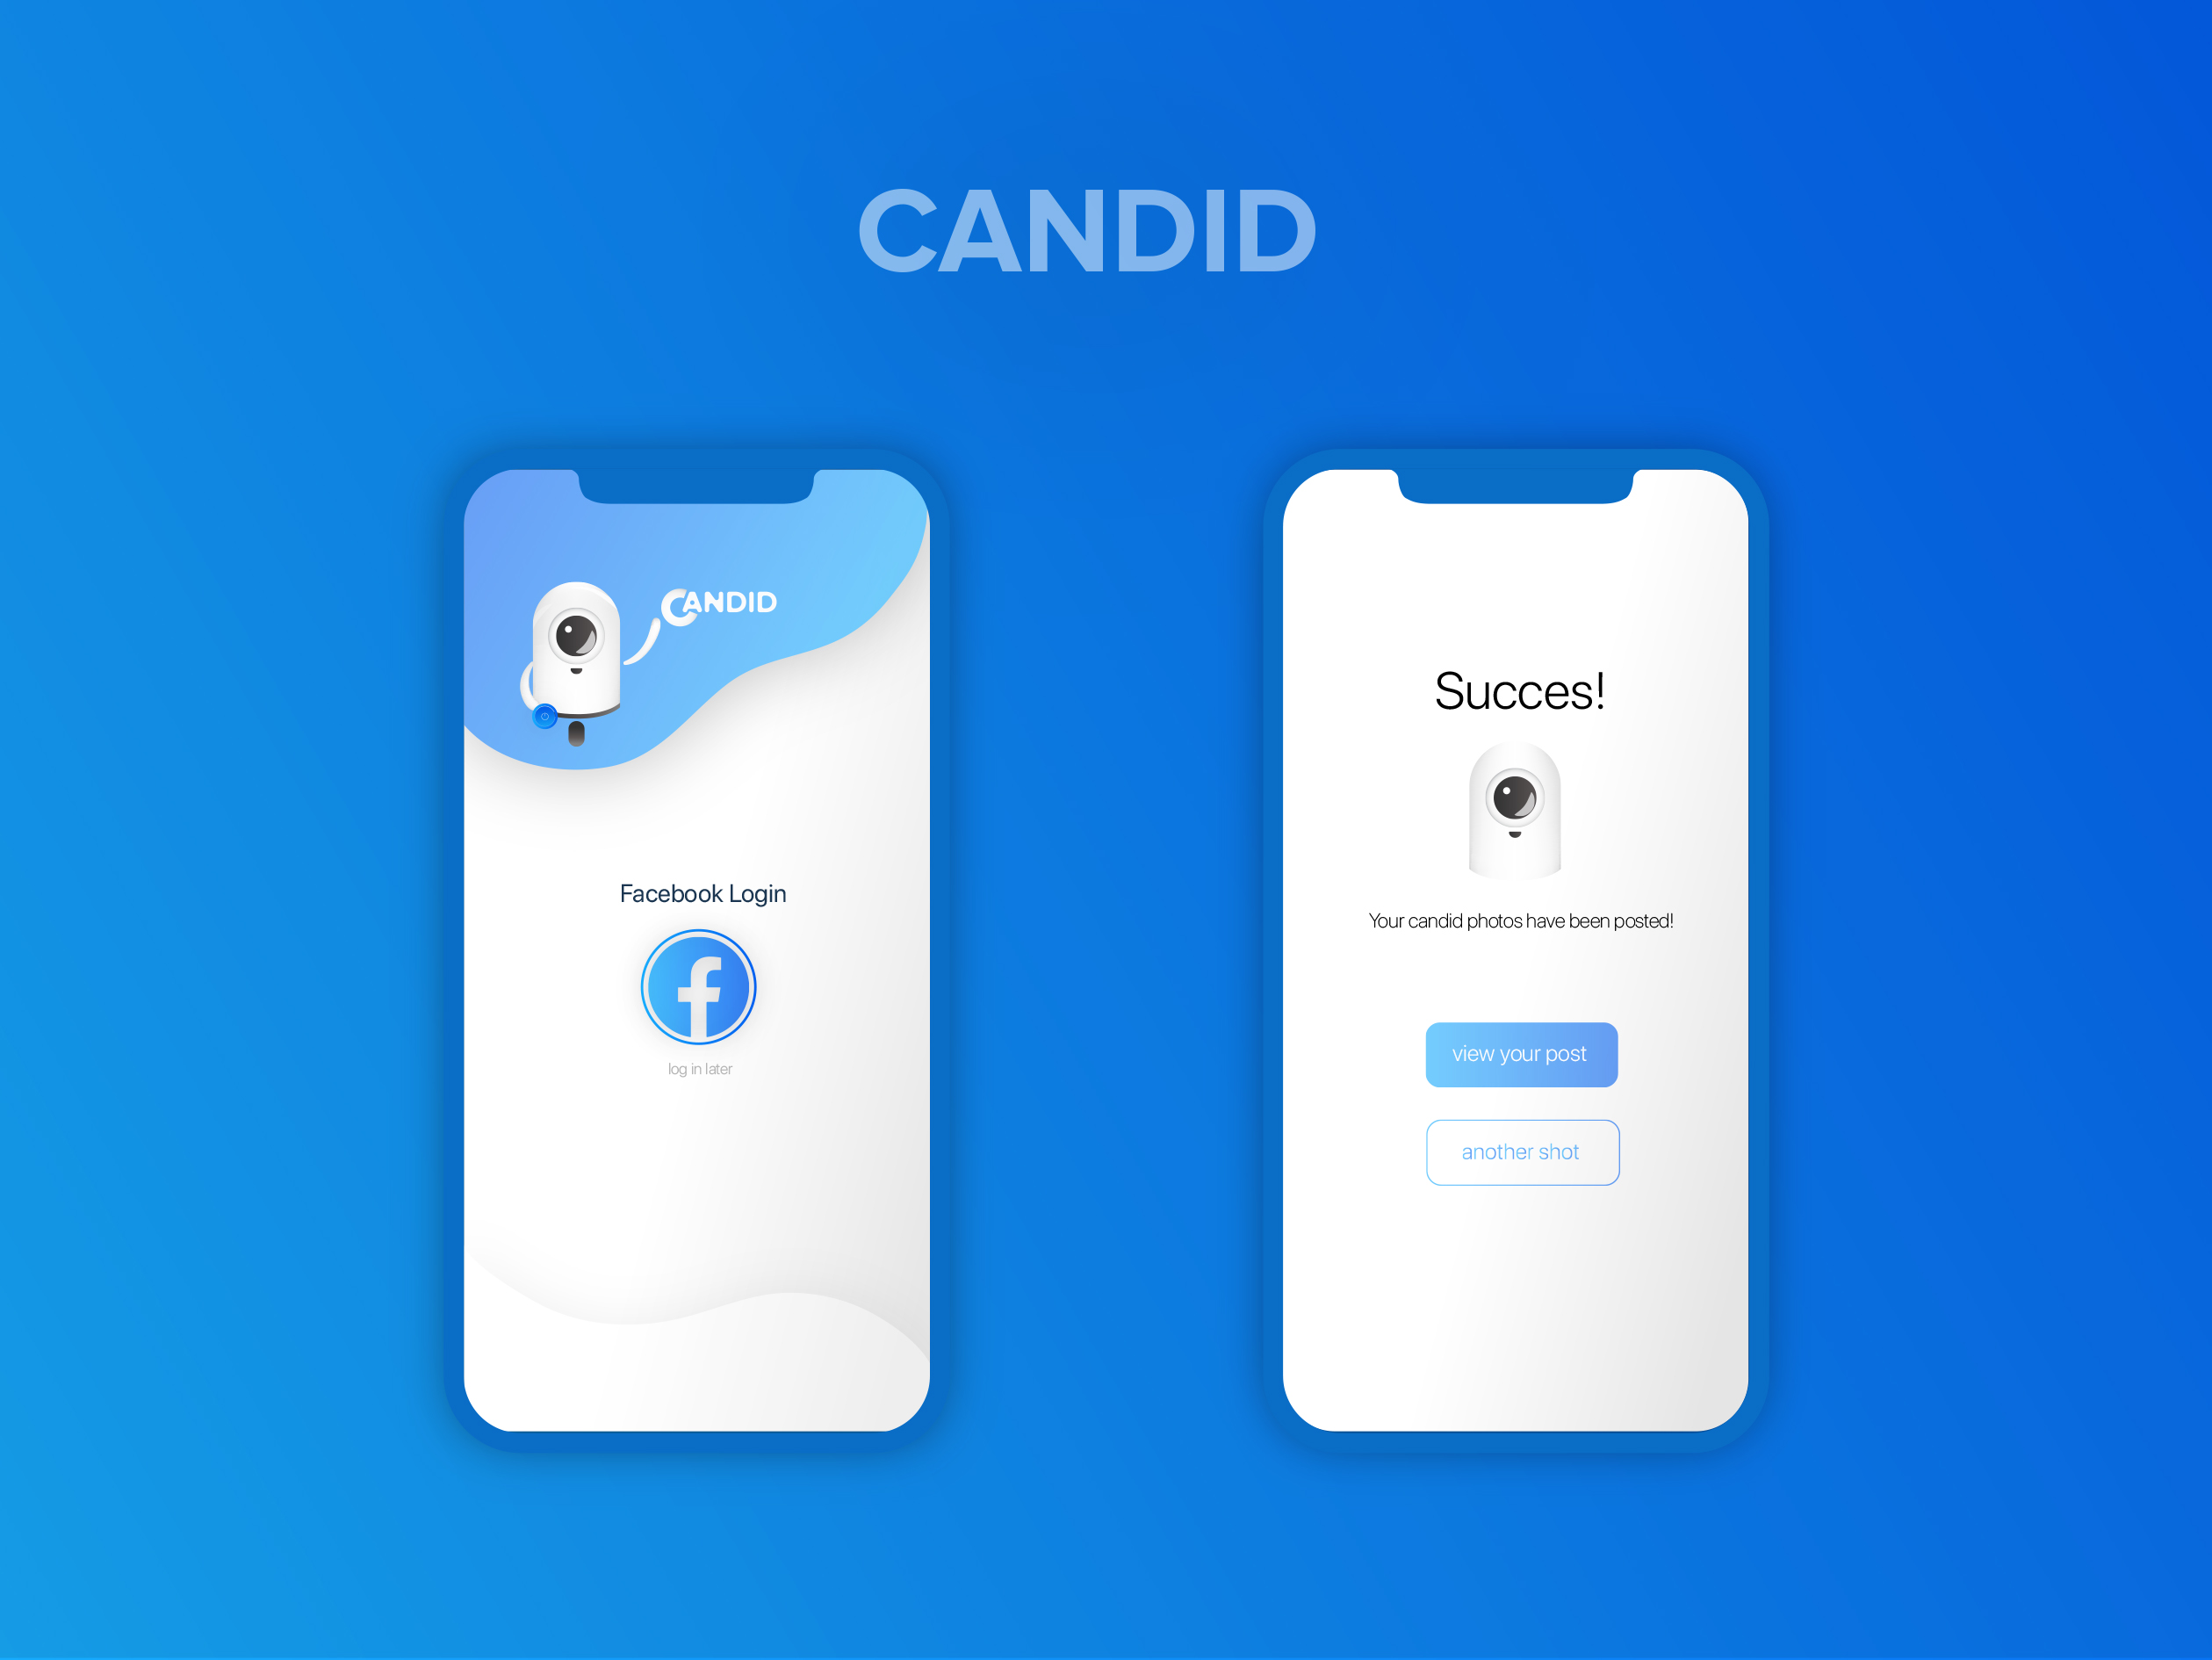 CANDID
CANDID
Facebook Login
log in later
Succes!
Your candid photos have been posted!
view your post
another shot